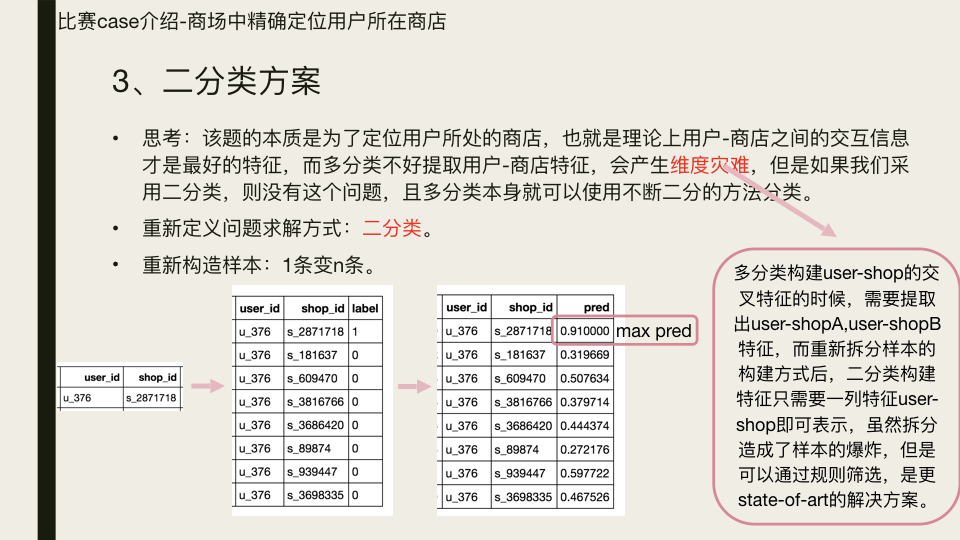 比赛case介绍-商场中精确定位用户所在商店
3、二分类方案
• 思考：该题的本质是为了定位用户所处的商店，也就是理论上用户-商店之间的交互信息
才是最好的特征，而多分类不好提取用户-商店特征，会产生维度灾难，但是如果我们采
用二分类，则没有这个问题，且多分类本身就可以使用不断二分的方法分类。
• 重新定义问题求解方式：二分类。
• 重新构造样本：1条变n条。
user_id shop_id
u_376 s_2871718
user_id shop_id label
u_376 s_2871718 1
u_376 s_181637 0
u_376 s_609470 0
u_376 s_3816766 0
u_376 s_3686420 0
u_376 s_89874 0
u_376 s_939447 0
u_376 s_3698335 0
user_id shop_id pred
u_376 s_2871718 0.910000 max pred
u_376 s_181637 0.319669
u_376 s_609470 0.507634
u_376 s_3816766 0.379714
u_376 s_3686420 0.444374
u_376 s_89874 0.272176
u_376 s_939447 0.597722
u_376 s_3698335 0.467526
多分类构建user-shop的交
叉特征的时候，需要提取
出user-shopA,user-shopB
特征，而重新拆分样本的
构建方式后，二分类构建
特征只需要一列特征user-
shop即可表示，虽然拆分
造成了样本的爆炸，但是
可以通过规则筛选，是更
state-of-art的解决方案。